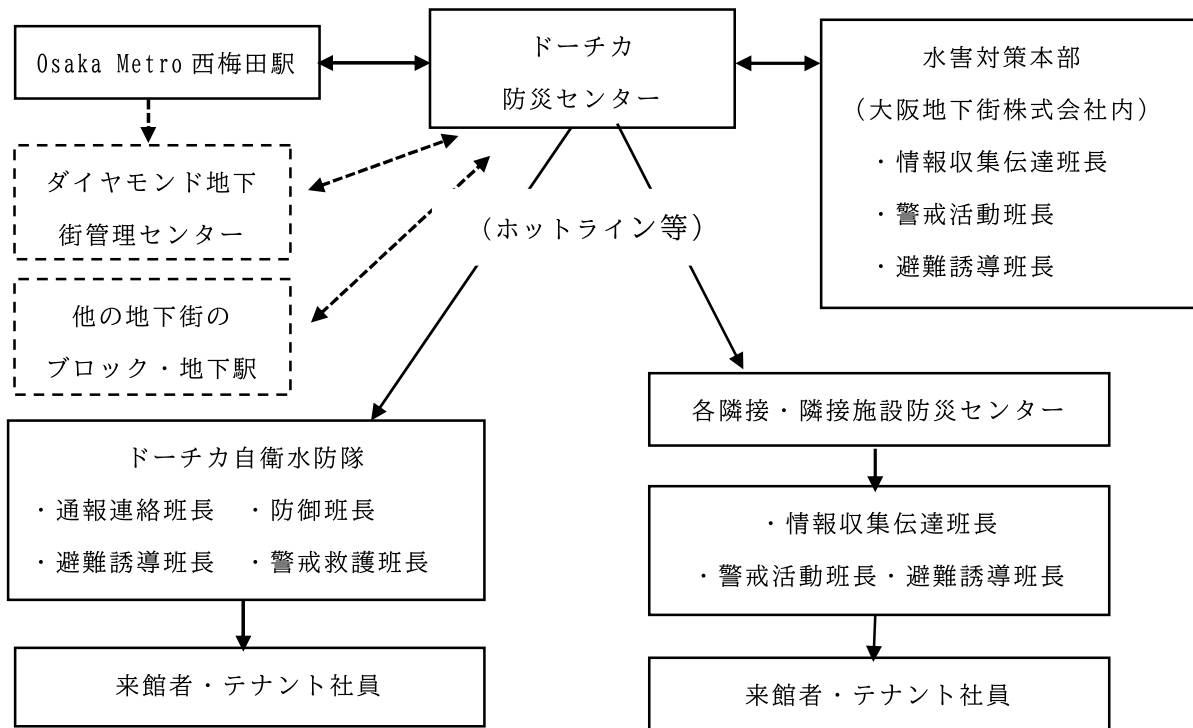 Osaka Metro 西梅田駅
ドーチカ
防災センター
水害対策本部
（大阪地下街株式会社内）
・情報収集伝達班長
・警戒活動班長
・避難誘導班長
ダイヤモンド地下
街管理センター
（ホットライン等）
他の地下街の
ブロック・地下駅
各隣接・隣接施設防災センター
ドーチカ自衛水防隊
・通報連絡班長　・防御班長
・避難誘導班長　・警戒救護班長
・情報収集伝達班長
・警戒活動班長・避難誘導班長
来館者・テナント社員
来館者・テナント社員